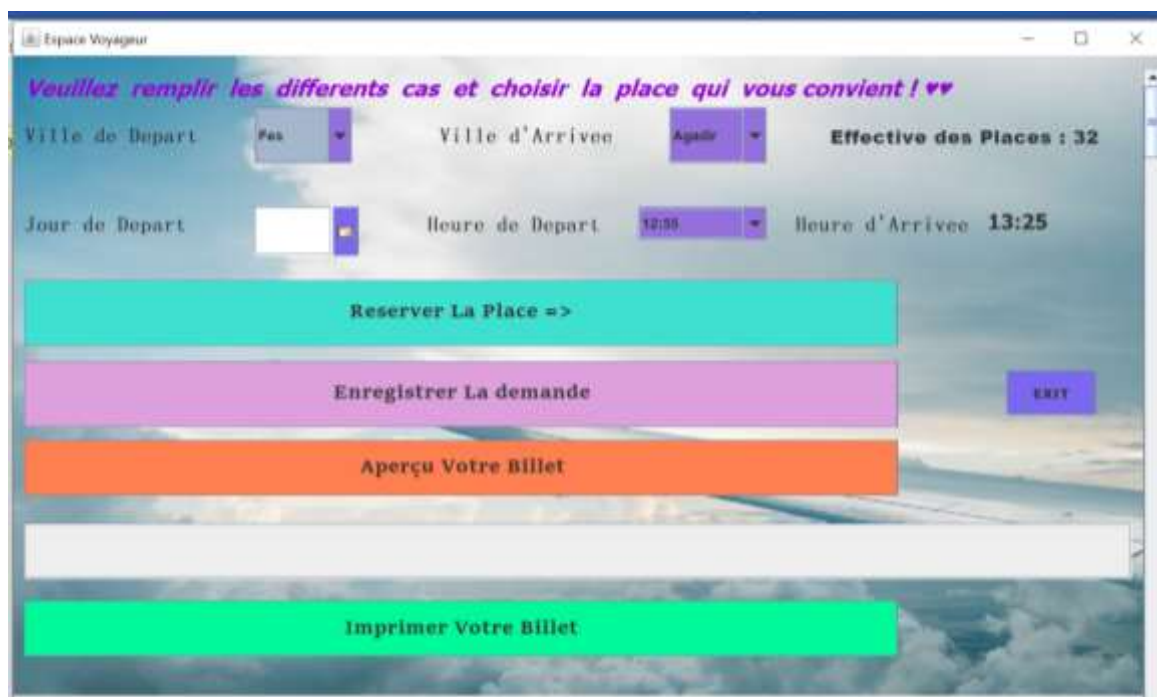 Espace Voyageur
Veuillez remplir les differents cas et choisir la place qui vous convient ! ♥♥
Ville de Depart Fes Ville d'Arrivee Agadir Effective des Places : 32
Jour de Depart Heure de Depart 12:55 Heure d'Arrivee 13:25
Reserver La Place =>
Enregistrer La demande
EXIT
Aperçu Votre Billet
Imprimer Votre Billet